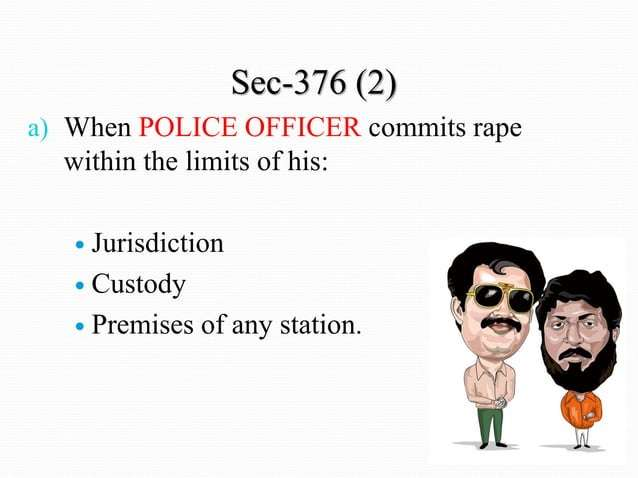 Sec-376 (2)
a) When POLICE OFFICER commits rape
within the limits of his:
• Jurisdiction
• Custody
• Premises of any station.